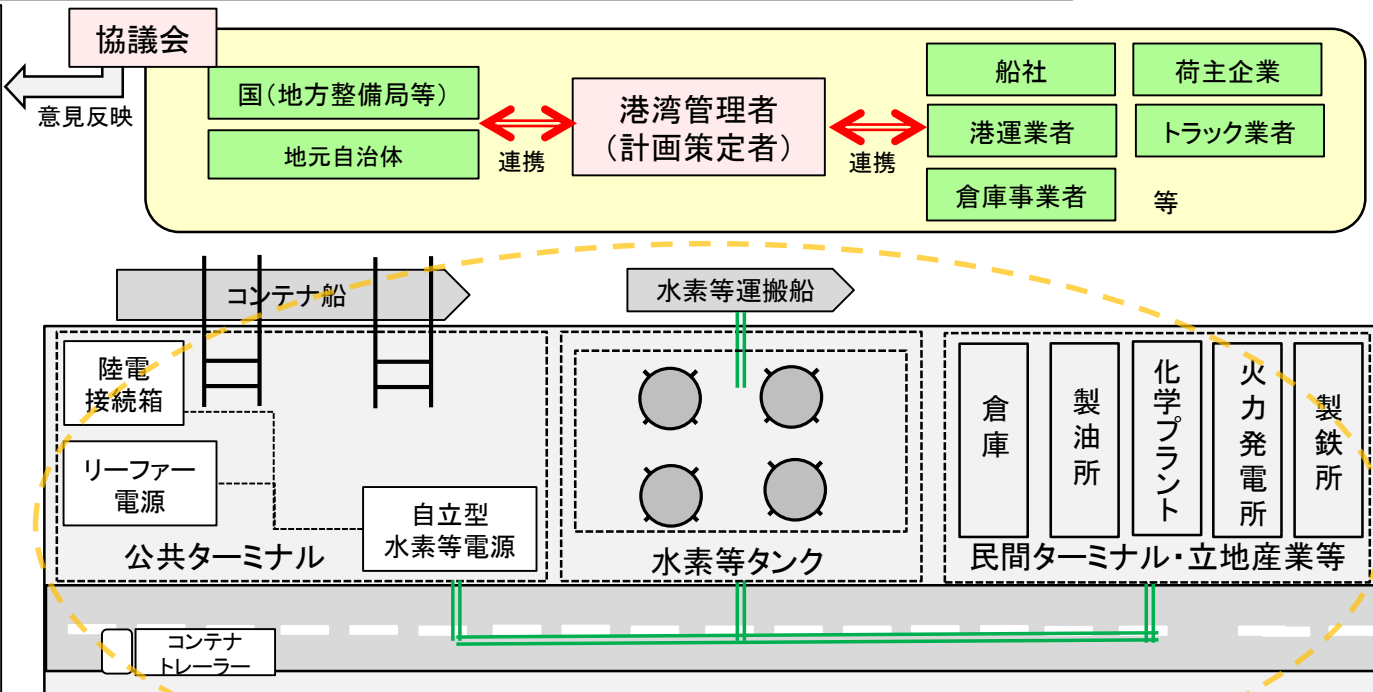 協議会
意見反映
国(地方整備局等)
地元自治体
連携
港湾管理者
(計画策定者)
連携
船社
荷主企業
港運業者
トラック業者
倉庫事業者
等
コンテナ船
水素等運搬船
陸電
接続箱
リーファー
電源
自立型
水素等電源
公共ターミナル
水素等タンク
倉庫
製油所
化学プラント
火力発電所
製鉄所
民間ターミナル・立地産業等
コンテナ
トレーラー